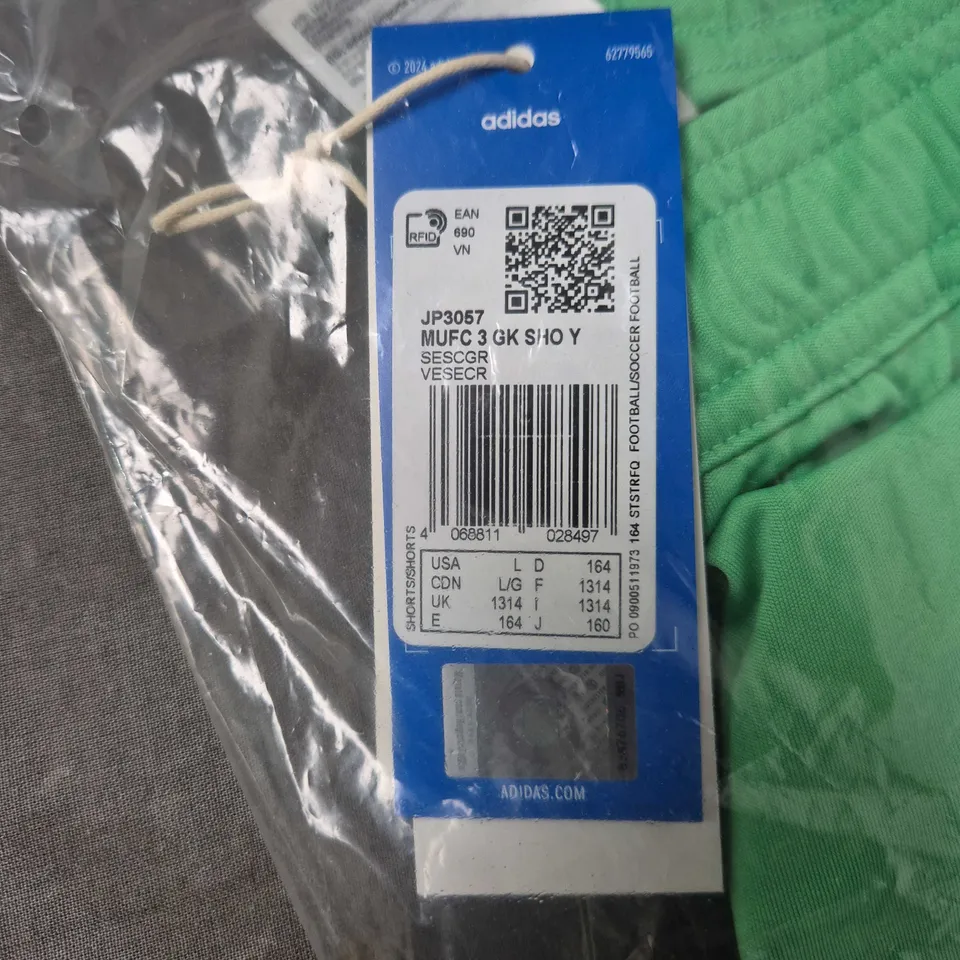 © 2024
62779565
adidas
RFID
EAN
690
VN
JP3057
MUFC 3 GK SHO Y
SESCGR
VESECR
SHORTS/SHORTS
4 068811 028497
USA L D 164
CDN L/G F 1314
UK 1314 I 1314
E 164 J 160
PO 0900511973 164 STSTRFQ FOOTBALL/SOCCER FOOTBALL
ADIDAS.COM